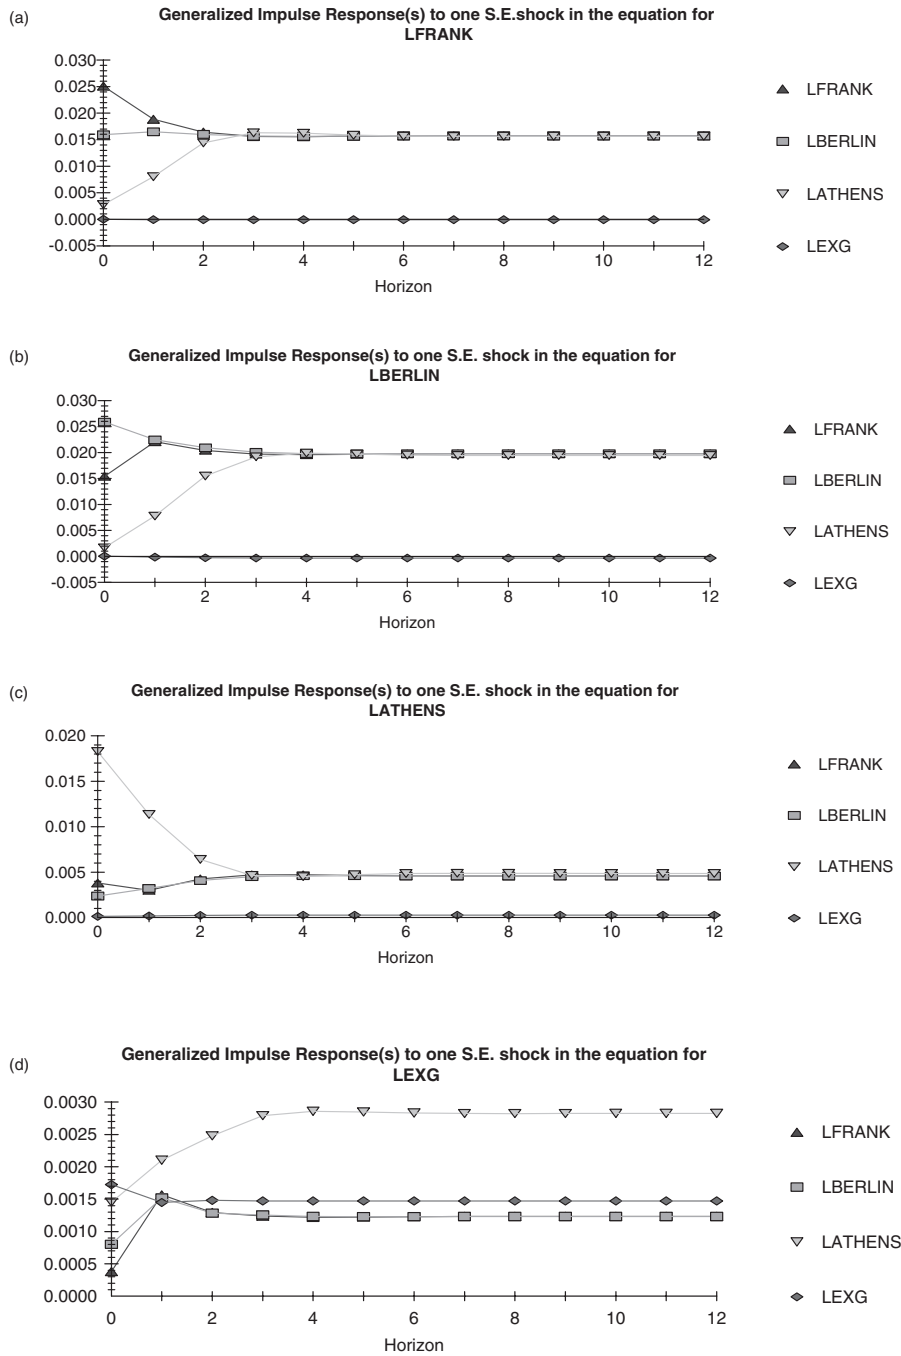 (a)
Generalized Impulse Response(s) to one S.E.shock in the equation for
LFRANK
0.030
0.025
0.020
0.015
0.010
0.005
0.000
-0.005
0 2 4 6 8 10 12
Horizon
LFRANK
LBERLIN
LATHENS
LEXG
(b)
Generalized Impulse Response(s) to one S.E. shock in the equation for
LBERLIN
0.030
0.025
0.020
0.015
0.010
0.005
0.000
-0.005
0 2 4 6 8 10 12
Horizon
LFRANK
LBERLIN
LATHENS
LEXG
(c)
Generalized Impulse Response(s) to one S.E. shock in the equation for
LATHENS
0.020
0.015
0.010
0.005
0.000
0 2 4 6 8 10 12
Horizon
LFRANK
LBERLIN
LATHENS
LEXG
(d)
Generalized Impulse Response(s) to one S.E. shock in the equation for
LEXG
0.0030
0.0025
0.0020
0.0015
0.0010
0.0005
0.0000
0 2 4 6 8 10 12
Horizon
LFRANK
LBERLIN
LATHENS
LEXG